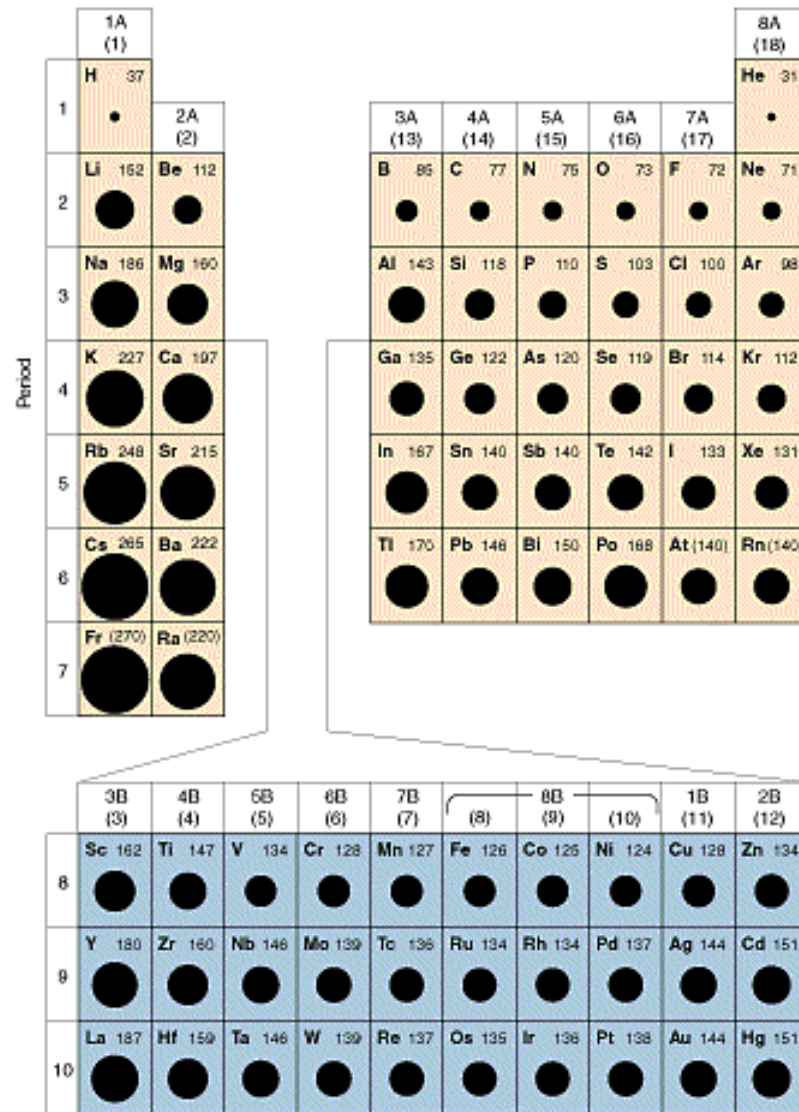 1A 8A
(1) (18)
H 37 He 31
1
2A 3A 4A 5A 6A 7A
(2) (13) (14) (15) (16) (17)
Li 152 Be 112 B 85 C 77 N 75 O 73 F 72 Ne 71
2
Na 186 Mg 160 Al 143 Si 118 P 110 S 103 Cl 100 Ar 98
3
K 227 Ca 197 Ga 135 Ge 122 As 120 Se 119 Br 114 Kr 112
4
Period
Rb 248 Sr 215 In 167 Sn 140 Sb 140 Te 142 I 133 Xe 131
5
Cs 265 Ba 222 Tl 170 Pb 146 Bi 150 Po 168 At (140) Rn (140
6
Fr (270) Ra (220)
7
3B 4B 5B 6B 7B 8B 1B 2B
(3) (4) (5) (6) (7) (8) (9) (10) (11) (12)
Sc 162 Ti 147 V 134 Cr 128 Mn 127 Fe 126 Co 125 Ni 124 Cu 128 Zn 134
8
Y 180 Zr 160 Nb 146 Mo 139 Tc 136 Ru 134 Rh 134 Pd 137 Ag 144 Cd 151
9
La 187 Hf 159 Ta 146 W 139 Re 137 Os 135 Ir 136 Pt 138 Au 144 Hg 151
10